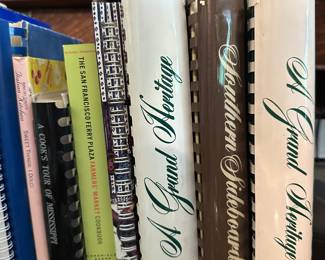 A COOK'S TOUR OF MISSISSIPPI
THE SAN FRANCISCO FERRY PLAZA
FARMERS' MARKET COOKBOOK
A Grand Heritage
Southern Sideboards
A Grand Heritage